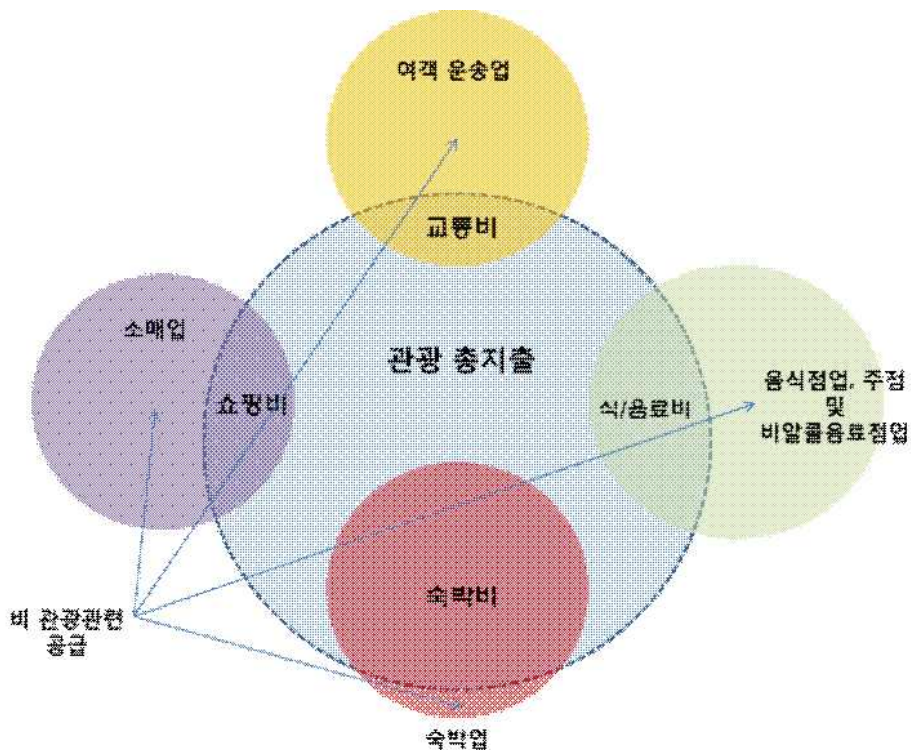 여객 운송업
교통비
소매업
관광 총지출
쇼핑비
식/음료비
음식점업, 주점
및
비알콜음료점업
숙박비
비 관광관련
공급
숙박업